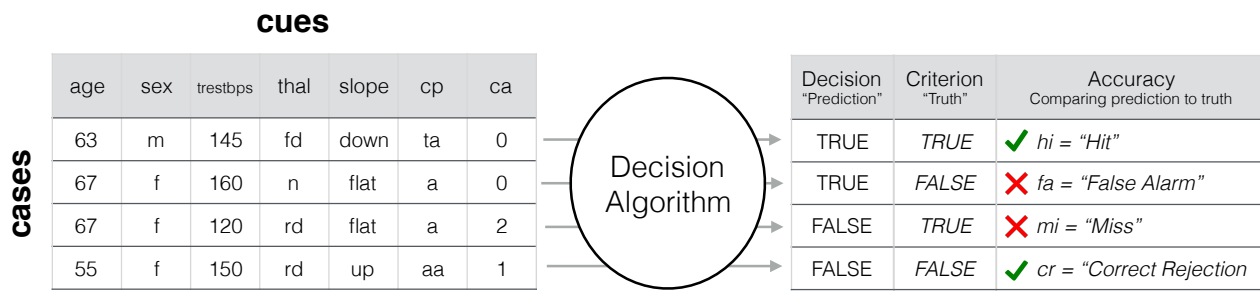 cues
cases
age sex trestbps thal slope cp ca
63 m 145 fd down ta 0
67 f 160 n flat a 0
67 f 120 rd flat a 2
55 f 150 rd up aa 1
Decision
Algorithm
Decision Criterion Accuracy
"Prediction" "Truth" Comparing prediction to truth
TRUE TRUE ✔ hi = “Hit”
TRUE FALSE ✘ fa = “False Alarm”
FALSE TRUE ✘ mi = “Miss”
FALSE FALSE ✔ cr = “Correct Rejection